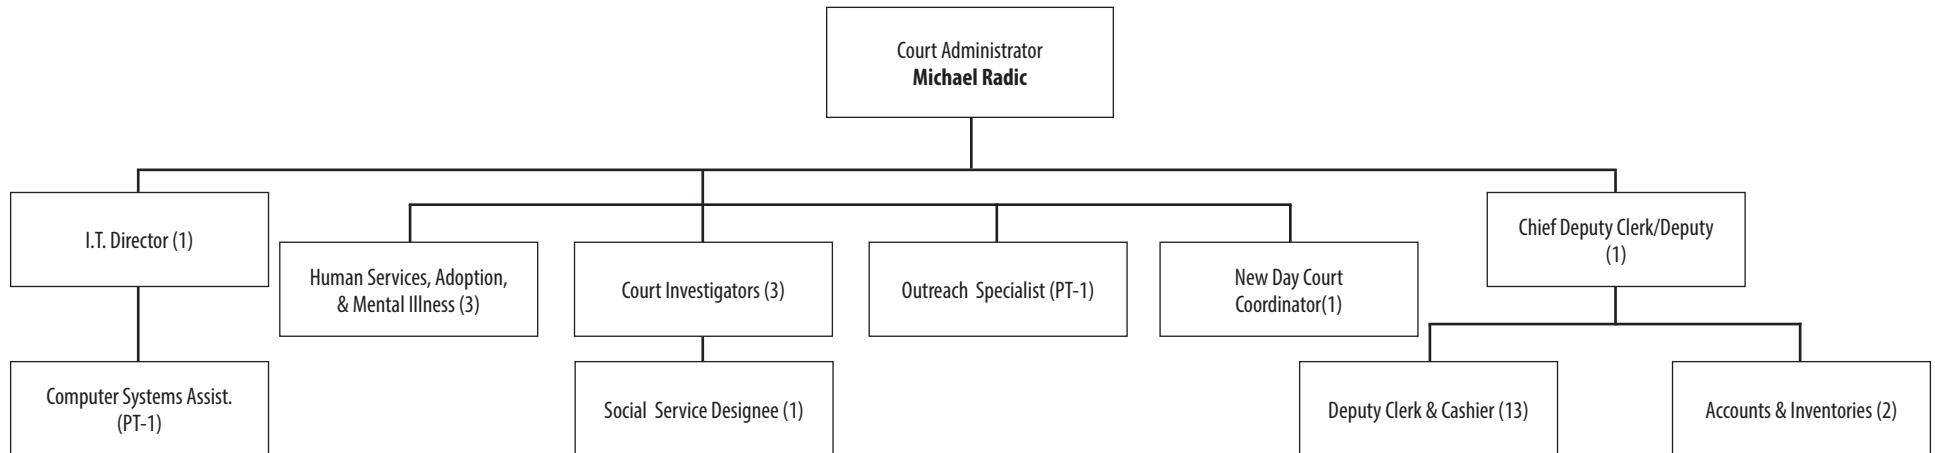 Court Administrator
Michael Radic
I.T. Director (1)
Chief Deputy Clerk/Deputy
(1)
Human Services, Adoption,
& Mental Illness (3)
Court Investigators (3)
Outreach Specialist (PT-1)
New Day Court
Coordinator(1)
Computer Systems Assist.
(PT-1)
Social Service Designee (1)
Deputy Clerk & Cashier (13)
Accounts & Inventories (2)